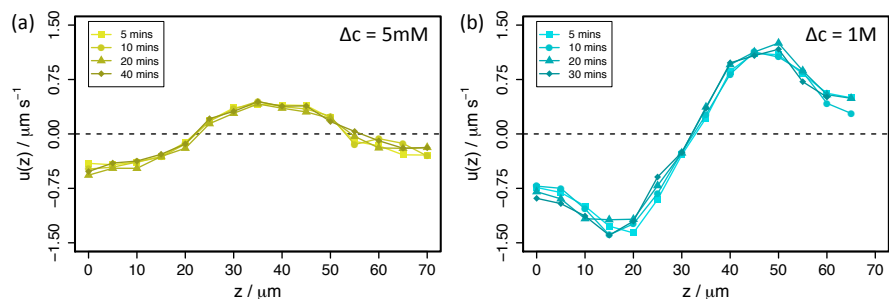 (a)
Δc = 5mM
5 mins
10 mins
20 mins
40 mins
u(z) / μm s⁻¹
1.50
0.75
0.00
−0.75
−1.50
0 10 20 30 40 50 60 70
z / μm
(b)
Δc = 1M
5 mins
10 mins
20 mins
30 mins
u(z) / μm s⁻¹
1.50
0.75
0.00
−0.75
−1.50
0 10 20 30 40 50 60 70
z / μm